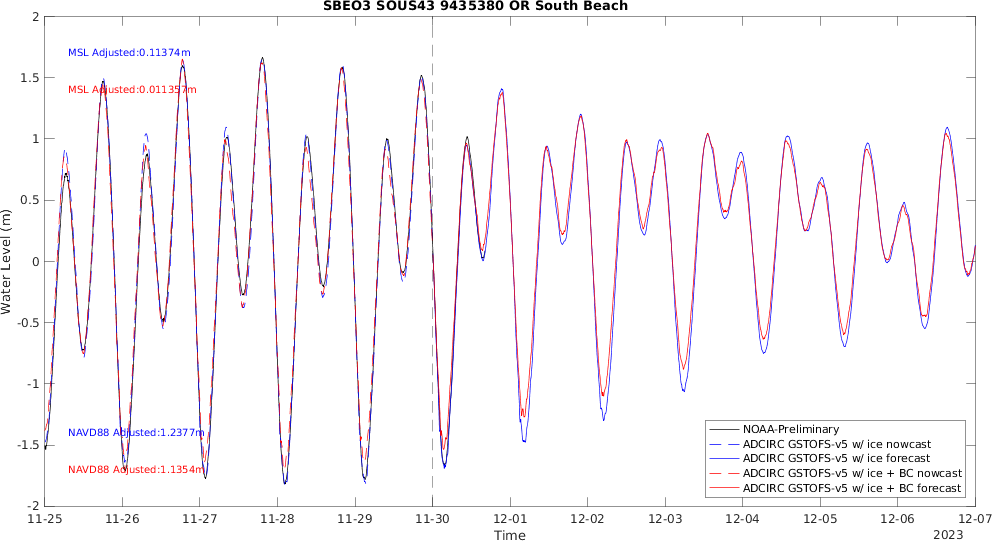 SBEO3 SOUS43 9435380 OR South Beach
Water Level (m)
2
1.5
1
0.5
0
-0.5
-1
-1.5
-2
MSL Adjusted:0.11374m
MSL Adjusted:0.011357m
NAVD88 Adjusted:1.2377m
NAVD88 Adjusted:1.1354m
NOAA-Preliminary
ADCIRC GSTOFS-v5 w/ ice nowcast
ADCIRC GSTOFS-v5 w/ ice forecast
ADCIRC GSTOFS-v5 w/ ice + BC nowcast
ADCIRC GSTOFS-v5 w/ ice + BC forecast
11-25 11-26 11-27 11-28 11-29 11-30 12-01 12-02 12-03 12-04 12-05 12-06 12-07
Time
2023